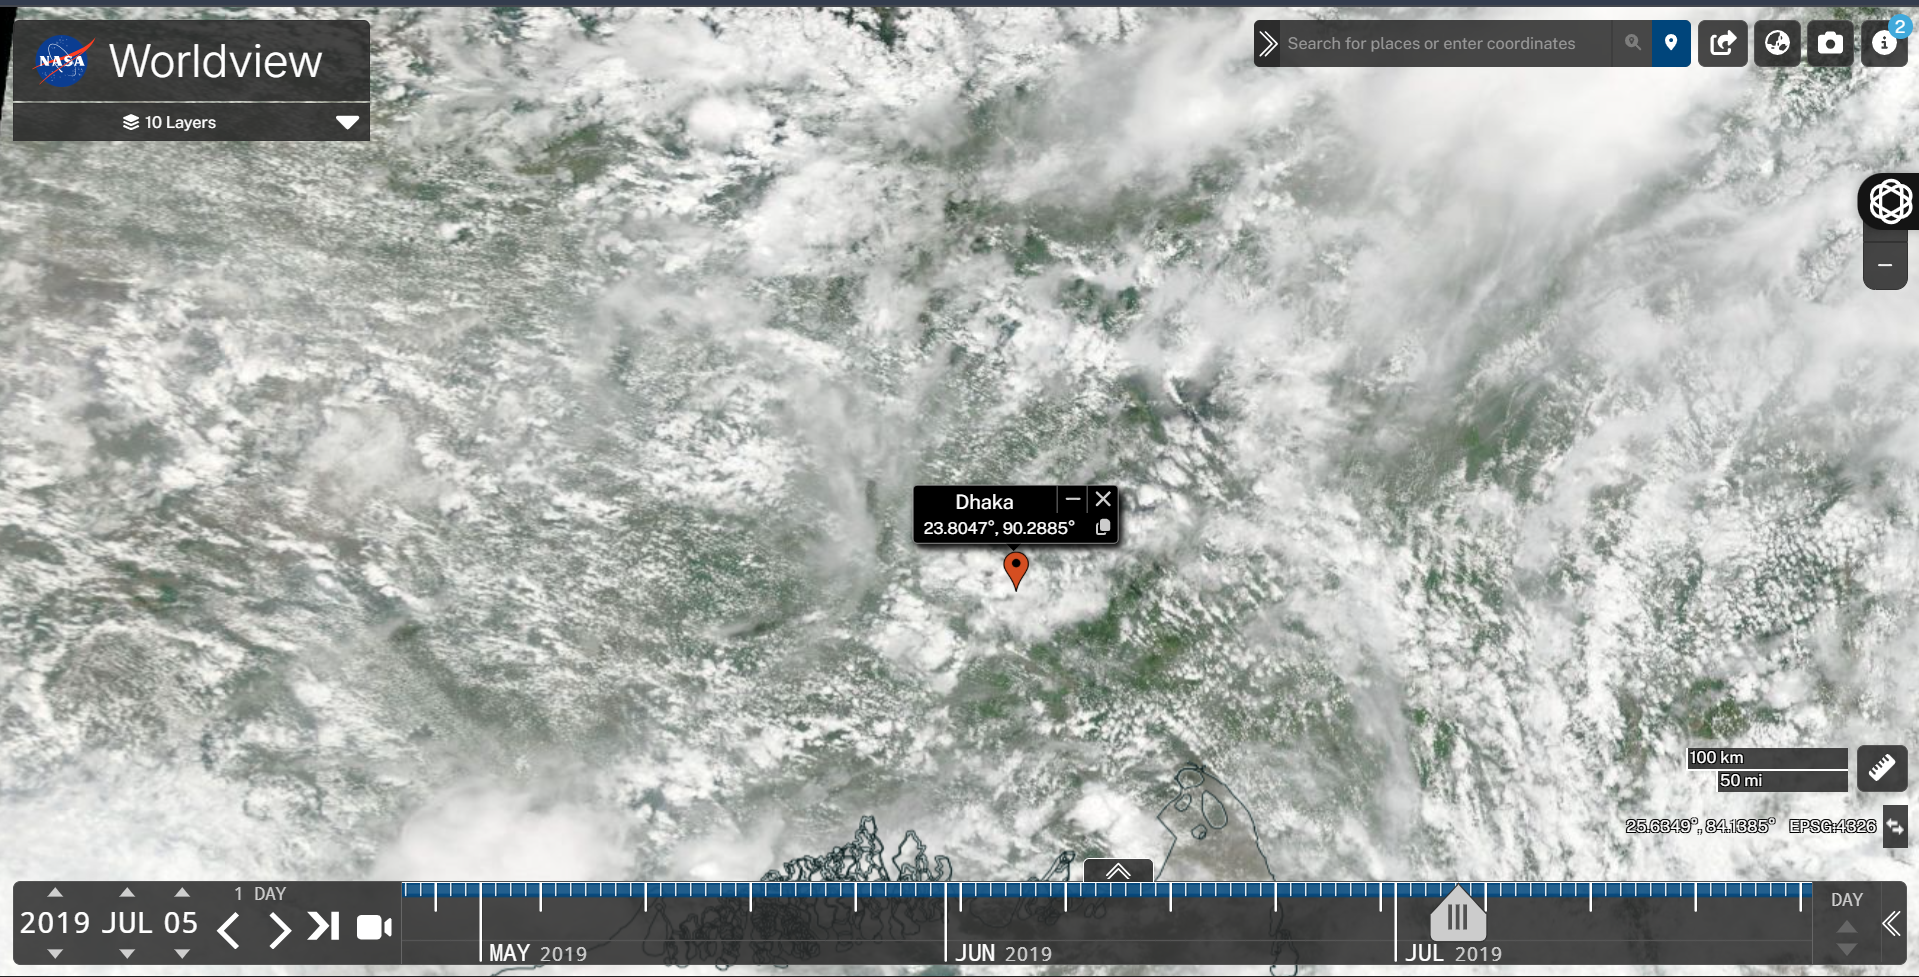 NASA Worldview
10 Layers
Search for places or enter coordinates
2
Dhaka
23.8047°, 90.2885°
100 km
50 mi
25.6349°, 84.1385° EPSG:4326
1 DAY
2019 JUL 05
MAY 2019
JUN 2019
JUL 2019
DAY